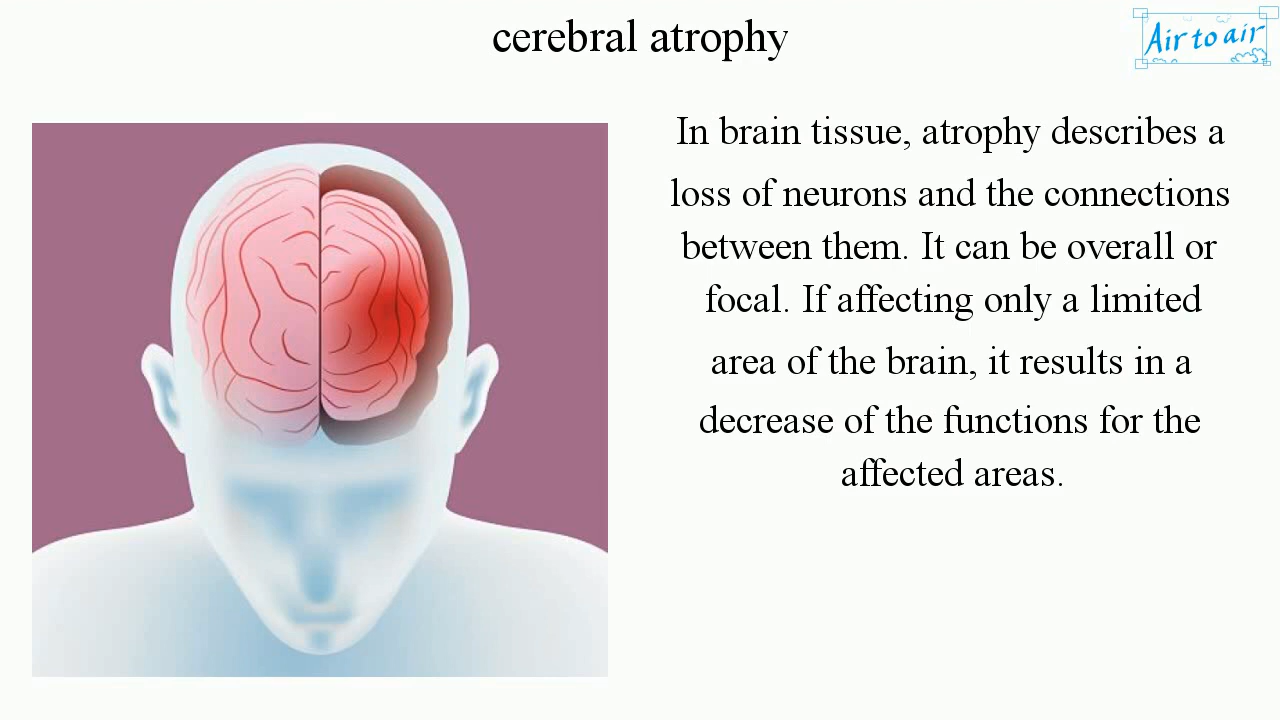 cerebral atrophy
Air to air
In brain tissue, atrophy describes a
loss of neurons and the connections
between them. It can be overall or
focal. If affecting only a limited
area of the brain, it results in a
decrease of the functions for the
affected areas.